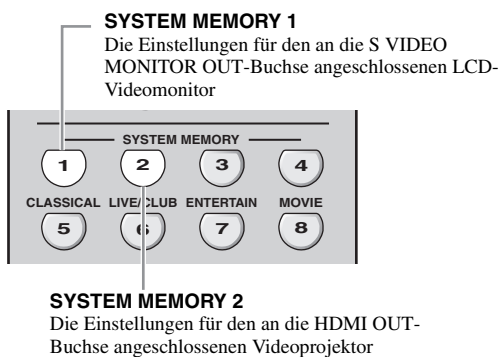 SYSTEM MEMORY 1
Die Einstellungen für den an die S VIDEO
MONITOR OUT-Buchse angeschlossenen LCD-
Videomonitor
SYSTEM MEMORY
1 2 3 4
CLASSICAL LIVE/CLUB ENTERTAIN MOVIE
5 6 7 8
SYSTEM MEMORY 2
Die Einstellungen für den an die HDMI OUT-
Buchse angeschlossenen Videoprojektor